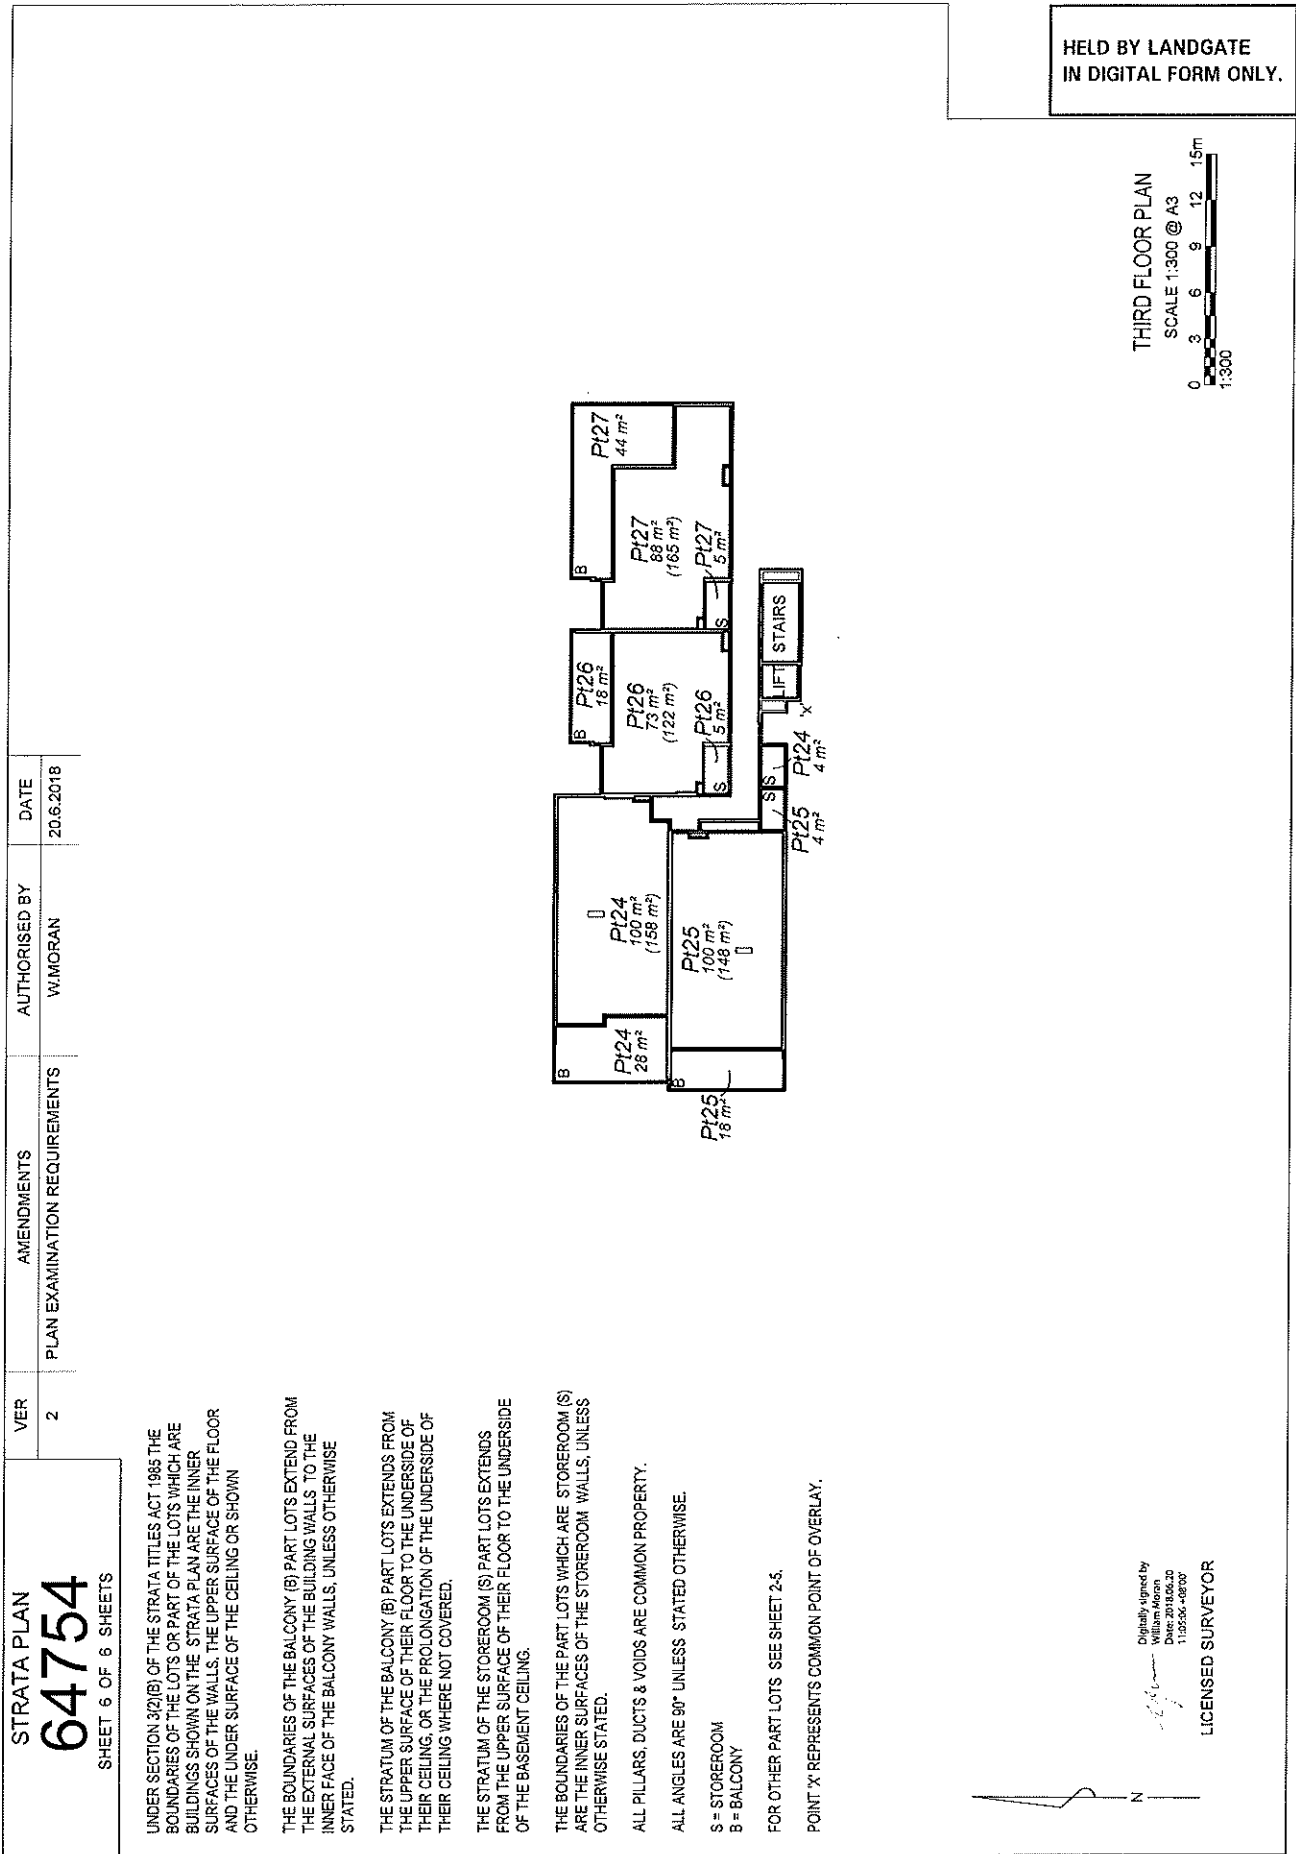 HELD BY LANDGATE
IN DIGITAL FORM ONLY.
STRATA PLAN
64754
SHEET 6 OF 6 SHEETS
VER AMENDMENTS AUTHORISED BY DATE
2 PLAN EXAMINATION REQUIREMENTS W.MORAN 20.6.2018
UNDER SECTION 3(2)(B) OF THE STRATA TITLES ACT 1985 THE
BOUNDARIES OF THE LOTS OR PART OF THE LOTS WHICH ARE
BUILDINGS SHOWN ON THE STRATA PLAN ARE THE INNER
SURFACES OF THE WALLS, THE UPPER SURFACE OF THE FLOOR
AND THE UNDER SURFACE OF THE CEILING OR SHOWN
OTHERWISE.
THE BOUNDARIES OF THE BALCONY (B) PART LOTS EXTEND FROM
THE EXTERNAL SURFACES OF THE BUILDING WALLS TO THE
INNER FACE OF THE BALCONY WALLS, UNLESS OTHERWISE
STATED.
THE STRATUM OF THE BALCONY (B) PART LOTS EXTENDS FROM
THE UPPER SURFACE OF THEIR FLOOR TO THE UNDERSIDE OF
THEIR CEILING, OR THE PROLONGATION OF THE UNDERSIDE OF
THEIR CEILING WHERE NOT COVERED.
THE STRATUM OF THE STOREROOM (S) PART LOTS EXTENDS
FROM THE UPPER SURFACE OF THEIR FLOOR TO THE UNDERSIDE
OF THE BASEMENT CEILING.
THE BOUNDARIES OF THE PART LOTS WHICH ARE STOREROOM (S)
ARE THE INNER SURFACES OF THE STOREROOM WALLS, UNLESS
OTHERWISE STATED.
ALL PILLARS, DUCTS & VOIDS ARE COMMON PROPERTY.
ALL ANGLES ARE 90° UNLESS STATED OTHERWISE.
S = STOREROOM
B = BALCONY
FOR OTHER PART LOTS SEE SHEET 2-5.
POINT 'X' REPRESENTS COMMON POINT OF OVERLAY.
B
Pt24
28 m²
Pt24
100 m²
(158 m²)
B
Pt25
18 m²
Pt25
100 m²
(148 m²)
B
Pt26
18 m²
Pt26
73 m²
(122 m²)
S
Pt26
5 m²
B
Pt27
44 m²
Pt27
88 m²
(165 m²)
S
Pt27
5 m²
S
Pt25
4 m²
S
Pt24
4 m²
'X'
LIFT
STAIRS
THIRD FLOOR PLAN
SCALE 1:300 @ A3
0 3 6 9 12 15m
1:300
N
Digitally signed by
William Moran
Date: 2018.06.20
11:05:06 +08'00'
LICENSED SURVEYOR